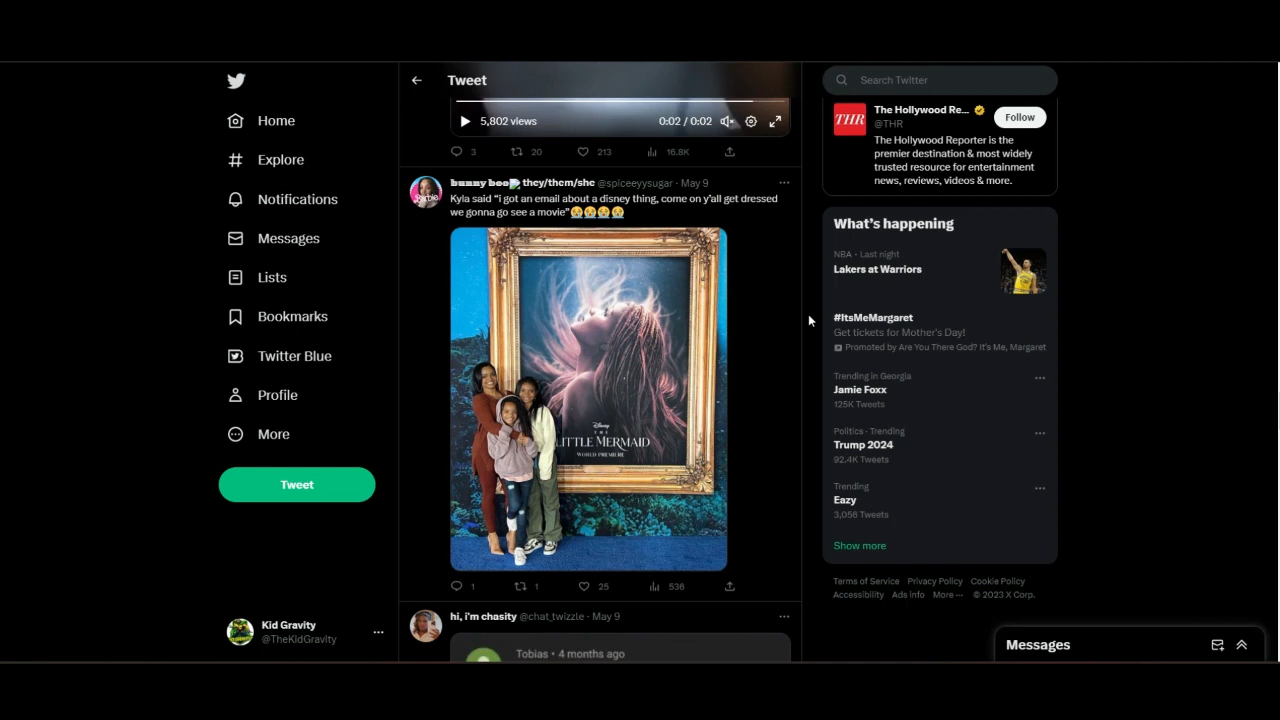 Home
Explore
Notifications
Messages
Lists
Bookmarks
Twitter Blue
Profile
More
Tweet
Kid Gravity
@TheKidGravity
Tweet
5,802 views
0:02 / 0:02
3
20
213
16.8K
bunny boo they/them/she @spiceeyysugar · May 9
Kyla said “i got an email about a disney thing, come on y’all get dressed
we gonna go see a movie”😭😭😭😭
Disney
THE
LITTLE MERMAID
WORLD PREMIERE
1
1
25
536
hi, i'm chasity @chat_twizzle · May 9
Tobias • 4 months ago
Search Twitter
THR
The Hollywood Re...
@THR
Follow
The Hollywood Reporter is the
premier destination & most widely
trusted resource for entertainment
news, reviews, videos & more.
What’s happening
NBA · Last night
Lakers at Warriors
#ItsMeMargaret
Get tickets for Mother's Day!
Promoted by Are You There God? It's Me, Margaret
Trending in Georgia
Jamie Foxx
125K Tweets
Politics · Trending
Trump 2024
92.4K Tweets
Trending
Eazy
3,056 Tweets
Show more
Terms of Service Privacy Policy Cookie Policy
Accessibility Ads info More ··· © 2023 X Corp.
Messages